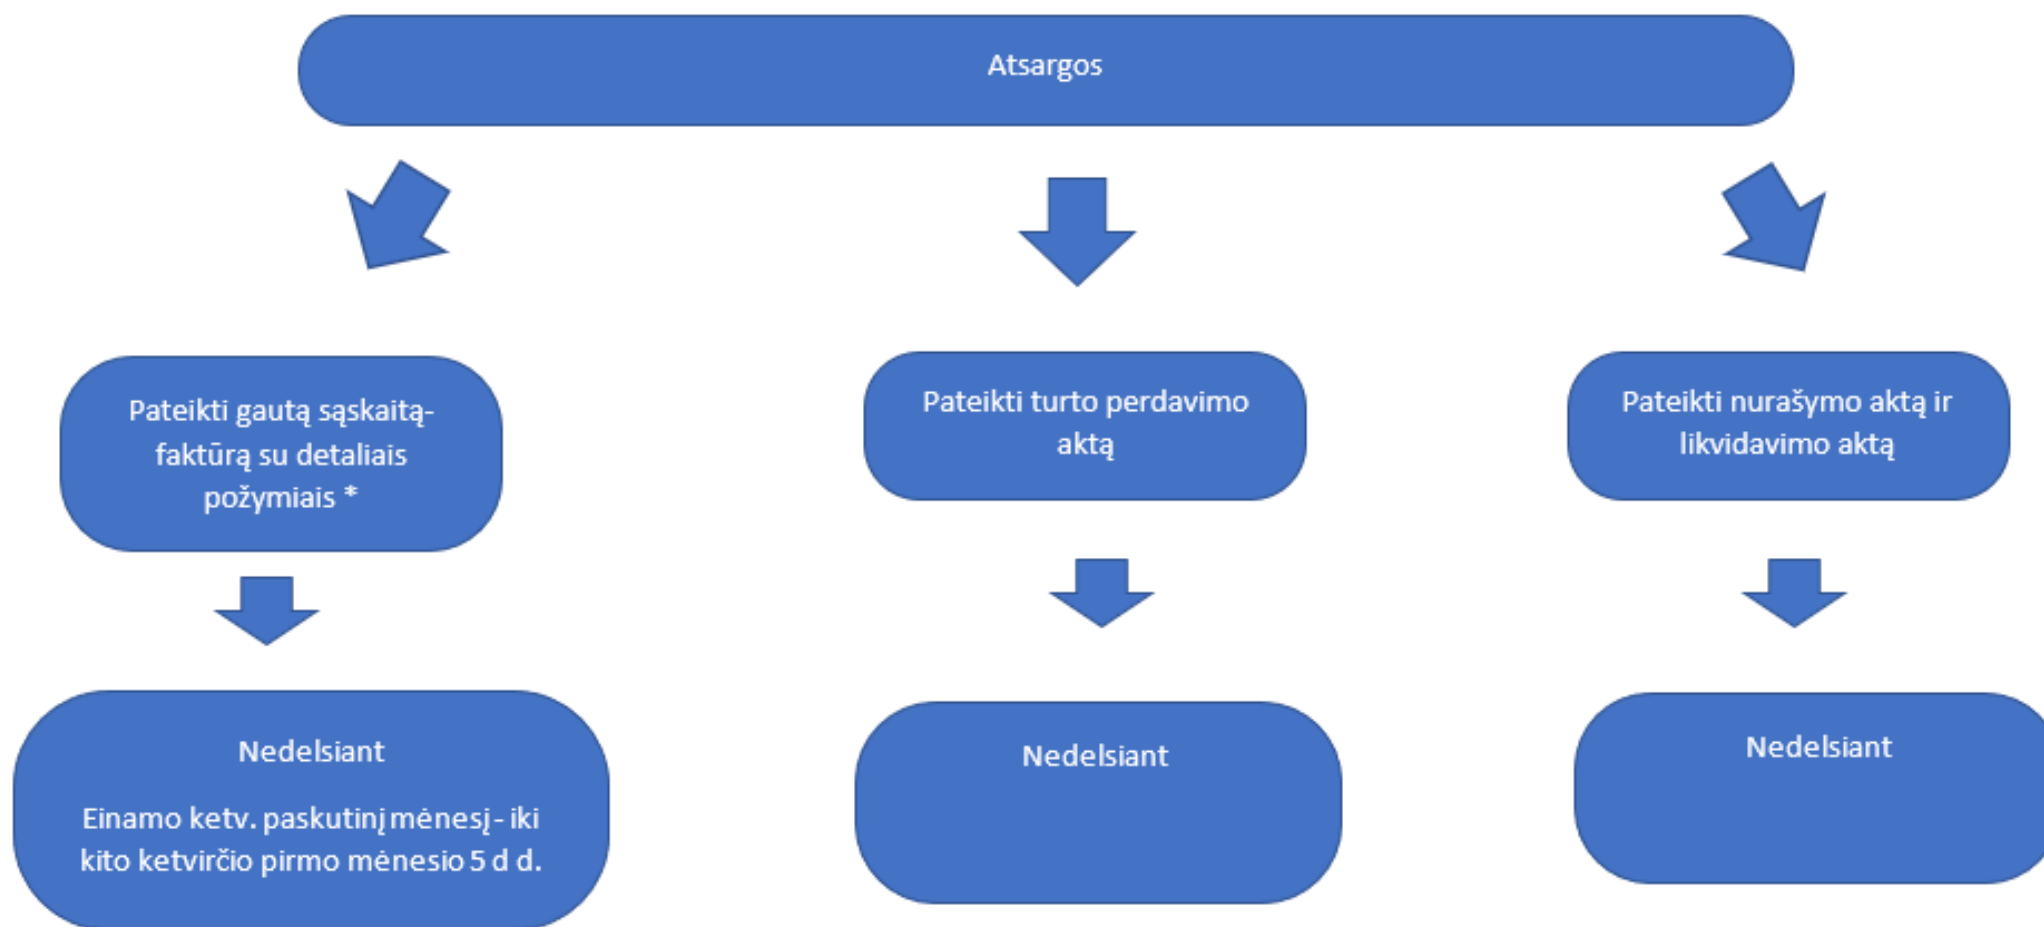 Atsargos
Pateikti gautą sąskaitą-
faktūrą su detaliais
požymiais *
Pateikti turto perdavimo
aktą
Pateikti nurašymo aktą ir
likvidavimo aktą
Nedelsiant
Einamo ketv. paskutinį mėnesį - iki
kito ketvirčio pirmo mėnesio 5 d d.
Nedelsiant
Nedelsiant